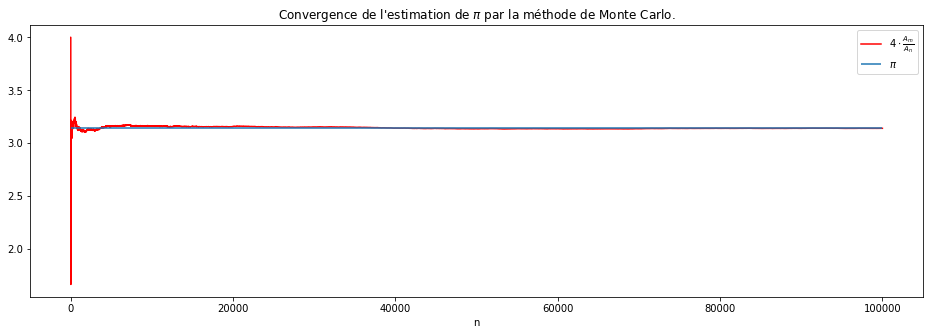 Convergence de l'estimation de π par la méthode de Monte Carlo.
4 · A_m/A_n
π
4.0
3.5
3.0
2.5
2.0
0 20000 40000 60000 80000 100000
n